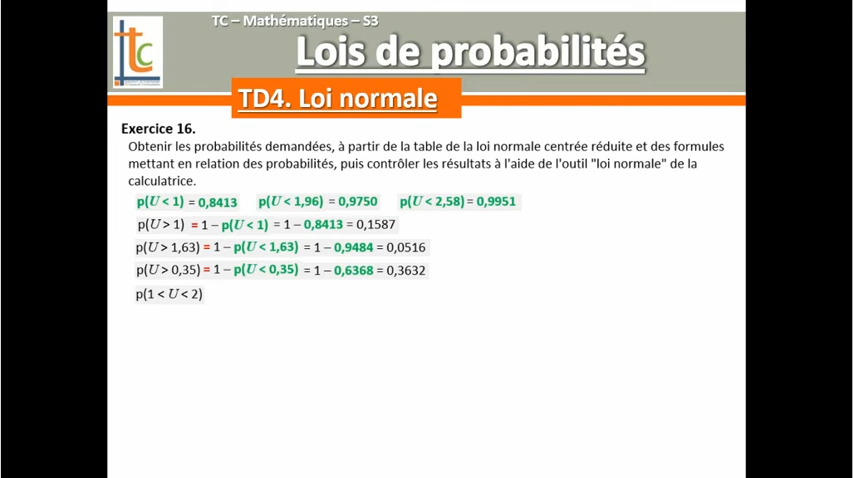 TC – Mathématiques – S3
Lois de probabilités
tc
TD4. Loi normale
Exercice 16.
Obtenir les probabilités demandées, à partir de la table de la loi normale centrée réduite et des formules
mettant en relation des probabilités, puis contrôler les résultats à l'aide de l'outil "loi normale" de la
calculatrice.
p(U < 1) = 0,8413 p(U < 1,96) = 0,9750 p(U < 2,58) = 0,9951
p(U > 1) = 1 – p(U < 1) = 1 – 0,8413 = 0,1587
p(U > 1,63) = 1 – p(U < 1,63) = 1 – 0,9484 = 0,0516
p(U > 0,35) = 1 – p(U < 0,35) = 1 – 0,6368 = 0,3632
p(1 < U < 2)